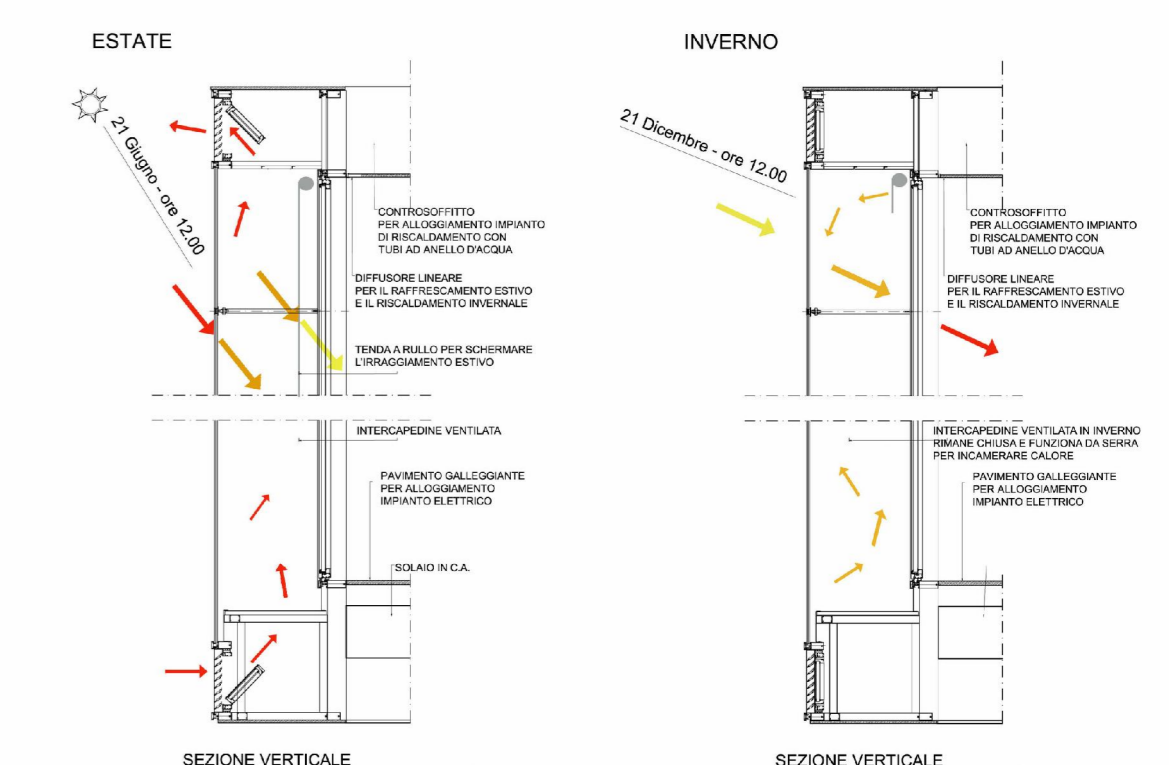 ESTATE
21 Giugno - ore 12.00
CONTROSOFFITTO
PER ALLOGGIAMENTO IMPIANTO
DI RISCALDAMENTO CON
TUBI AD ANELLO D'ACQUA
DIFFUSORE LINEARE
PER IL RAFFRESCAMENTO ESTIVO
E IL RISCALDAMENTO INVERNALE
TENDA A RULLO PER SCHERMARE
L'IRRAGGIAMENTO ESTIVO
INTERCAPEDINE VENTILATA
PAVIMENTO GALLEGGIANTE
PER ALLOGGIAMENTO
IMPIANTO ELETTRICO
SOLAIO IN C.A.
SEZIONE VERTICALE
INVERNO
21 Dicembre - ore 12.00
CONTROSOFFITTO
PER ALLOGGIAMENTO IMPIANTO
DI RISCALDAMENTO CON
TUBI AD ANELLO D'ACQUA
DIFFUSORE LINEARE
PER IL RAFFRESCAMENTO ESTIVO
E IL RISCALDAMENTO INVERNALE
INTERCAPEDINE VENTILATA IN INVERNO
RIMANE CHIUSA E FUNZIONA DA SERRA
PER INCAMERARE CALORE
PAVIMENTO GALLEGGIANTE
PER ALLOGGIAMENTO
IMPIANTO ELETTRICO
SEZIONE VERTICALE